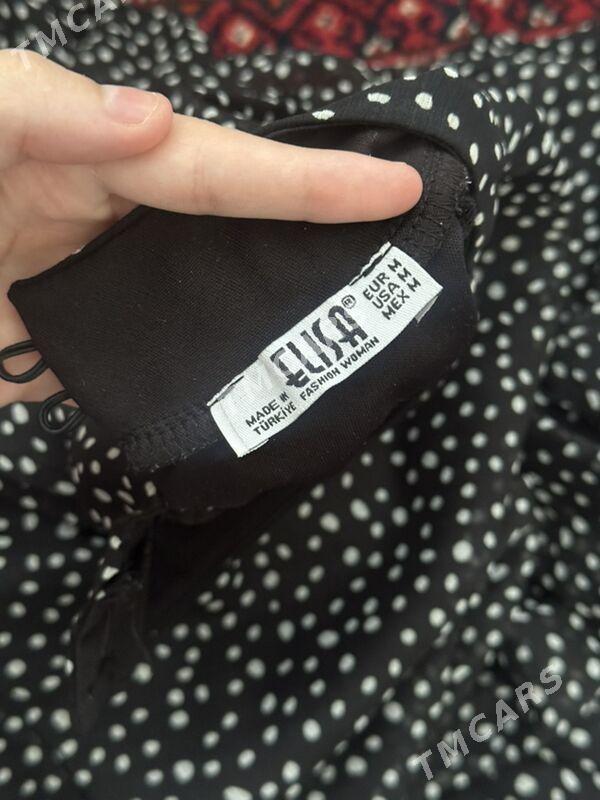 TMCARS
ELISA®
FASHION WOMAN
MADE IN
TÜRKİYE
EUR M
USA M
MEX M
TMCARS